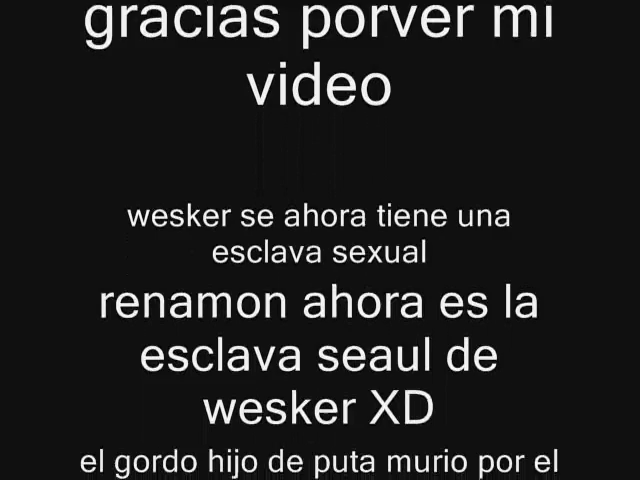 gracias porver mi
video
wesker se ahora tiene una
esclava sexual
renamon ahora es la
esclava seaul de
wesker XD
el gordo hijo de puta murio por el